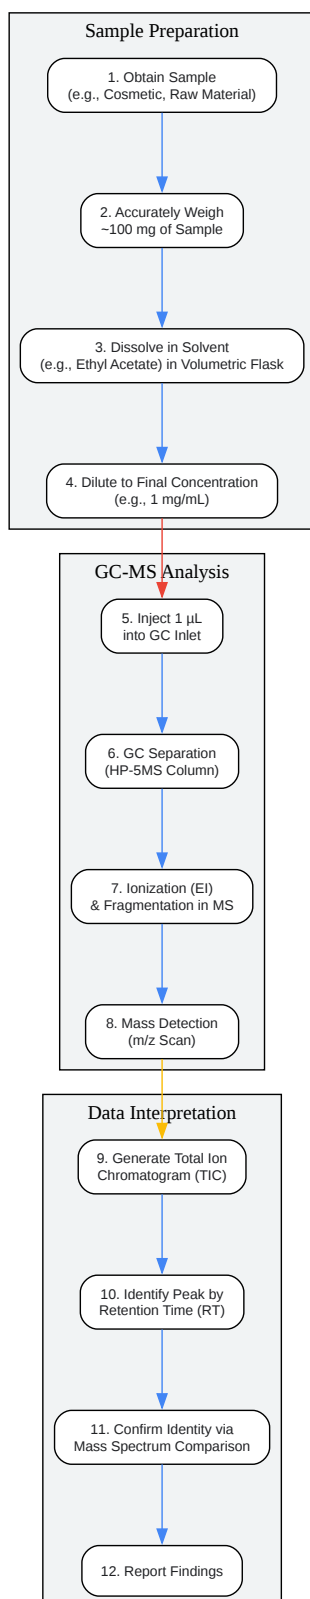 Sample Preparation
1. Obtain Sample
(e.g., Cosmetic, Raw Material)
2. Accurately Weigh
~100 mg of Sample
3. Dissolve in Solvent
(e.g., Ethyl Acetate) in Volumetric Flask
4. Dilute to Final Concentration
(e.g., 1 mg/mL)
GC-MS Analysis
5. Inject 1 µL
into GC Inlet
6. GC Separation
(HP-5MS Column)
7. Ionization (EI)
& Fragmentation in MS
8. Mass Detection
(m/z Scan)
Data Interpretation
9. Generate Total Ion
Chromatogram (TIC)
10. Identify Peak by
Retention Time (RT)
11. Confirm Identity via
Mass Spectrum Comparison
12. Report Findings